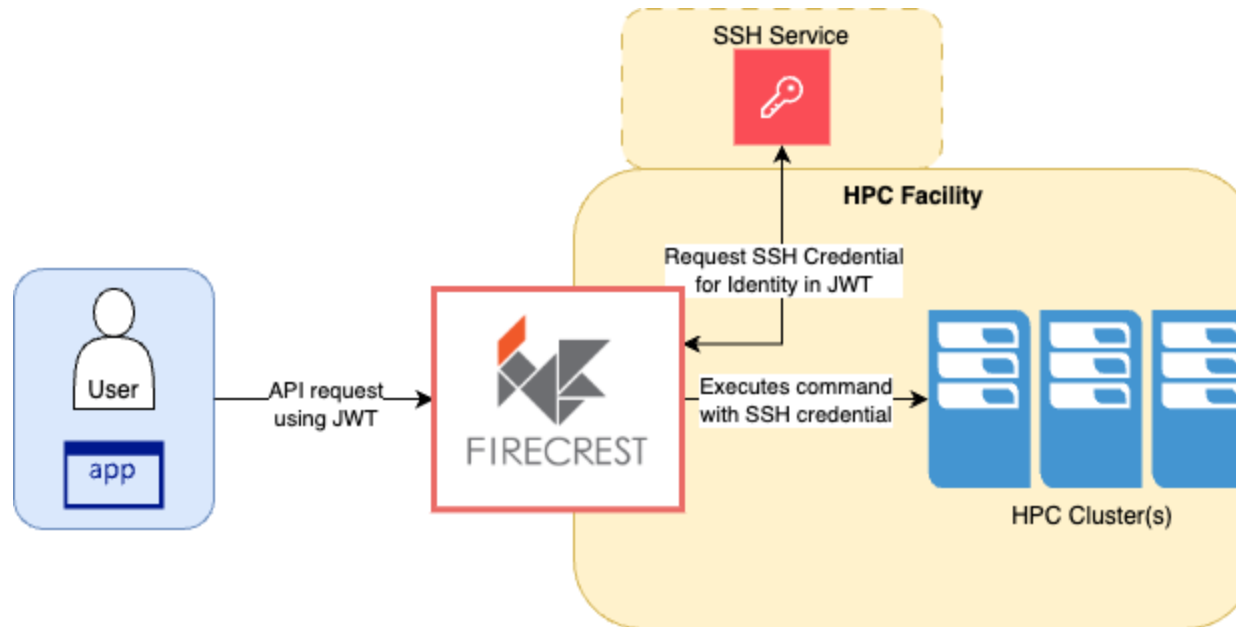 SSH Service
HPC Facility
Request SSH Credential
for Identity in JWT
User
app
API request
using JWT
FIRECREST
Executes command
with SSH credential
HPC Cluster(s)